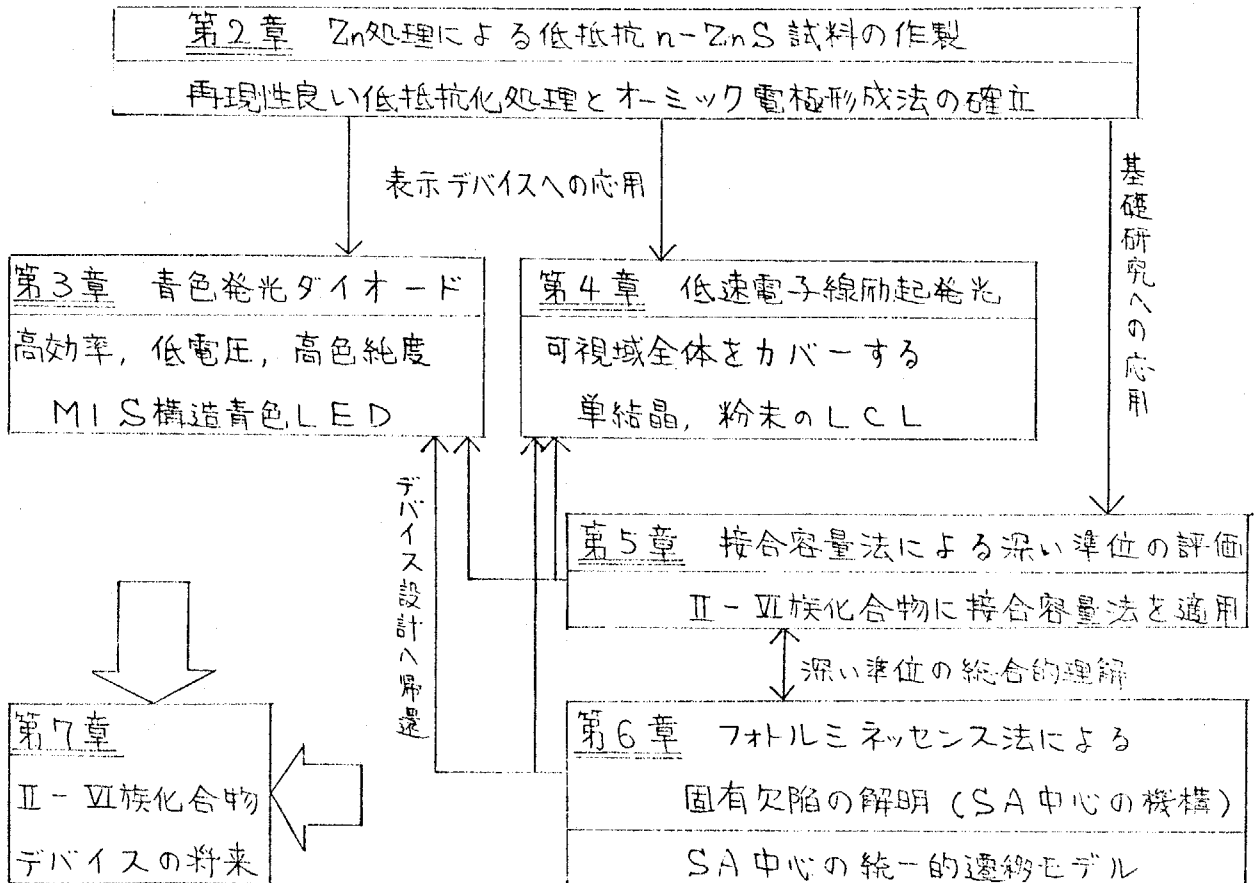 第2章 Zn処理による低抵抗n-ZnS試料の作製
再現性良い低抵抗化処理とオーミック電極形成法の確立
表示デバイスへの応用
基礎研究への応用
第3章 青色発光ダイオード
高効率, 低電圧, 高色純度
MIS構造青色LED
第4章 低速電子線励起発光
可視域全体をカバーする
単結晶, 粉末のLCL
デバイス設計へ帰還
第5章 接合容量法による深い準位の評価
Ⅱ-Ⅵ族化合物に接合容量法を適用
深い準位の総合的理解
第6章 フォトルミネッセンス法による
固有欠陥の解明(SA中心の機構)
SA中心の統一的遷移モデル
第7章
Ⅱ-Ⅵ族化合物
デバイスの将来